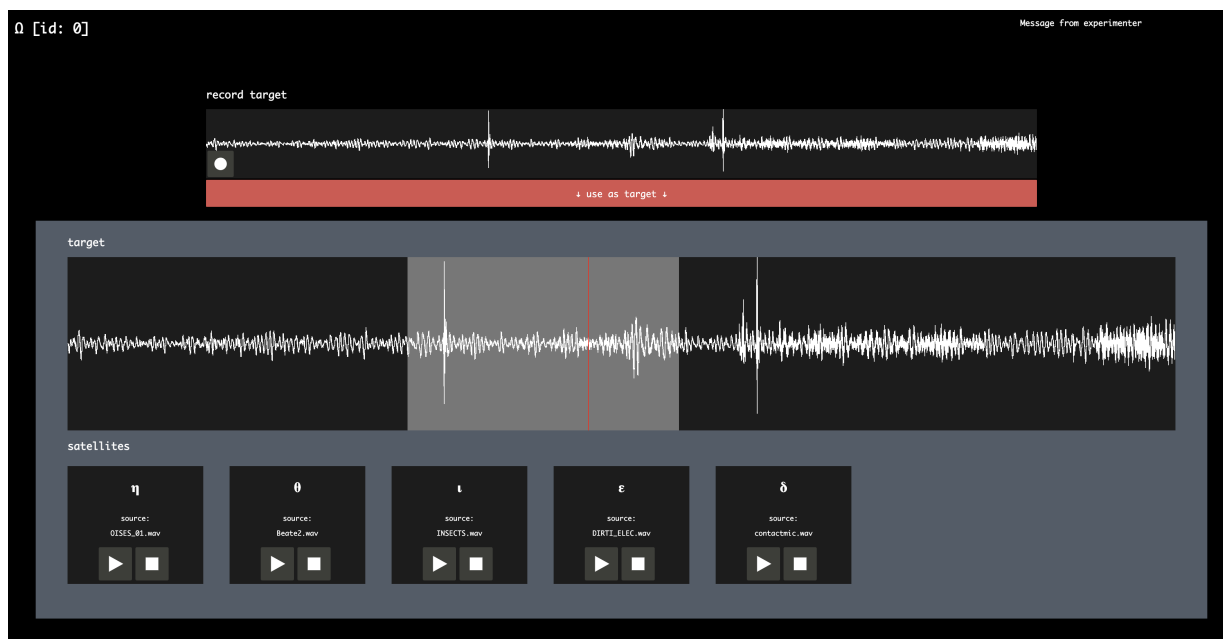 Ω [id: 0]
Message from experimenter
record target
↓ use as target ↓
target
satellites
η
source:
OISES_01.wav
θ
source:
Beate2.wav
ι
source:
INSECTS.wav
ε
source:
DIRTI_ELEC.wav
δ
source:
contactmic.wav